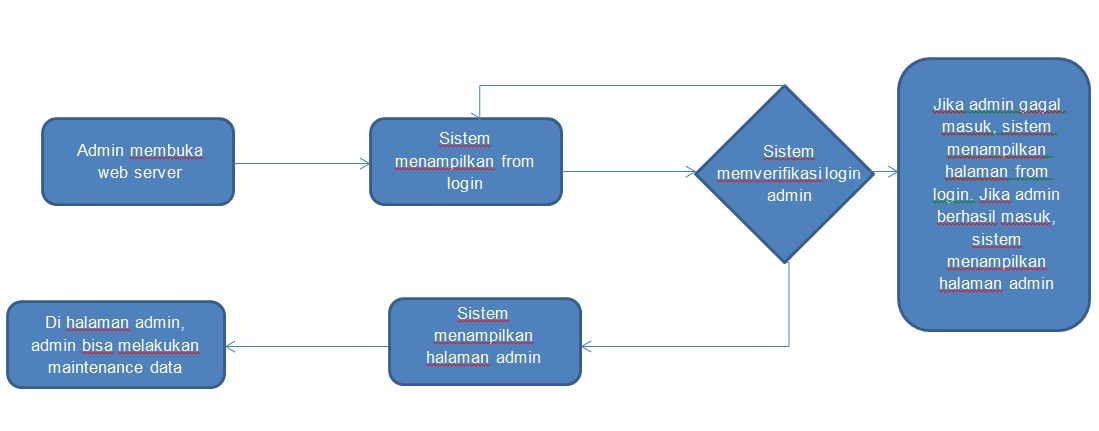 Admin membuka
web server
Sistem
menampilkan from
login
Sistem
memverifikasi login
admin
Jika admin gagal
masuk, sistem
menampilkan
halaman from
login. Jika admin
berhasil masuk,
sistem
menampilkan
halaman admin
Sistem
menampilkan
halaman admin
Di halaman admin,
admin bisa melakukan
maintenance data